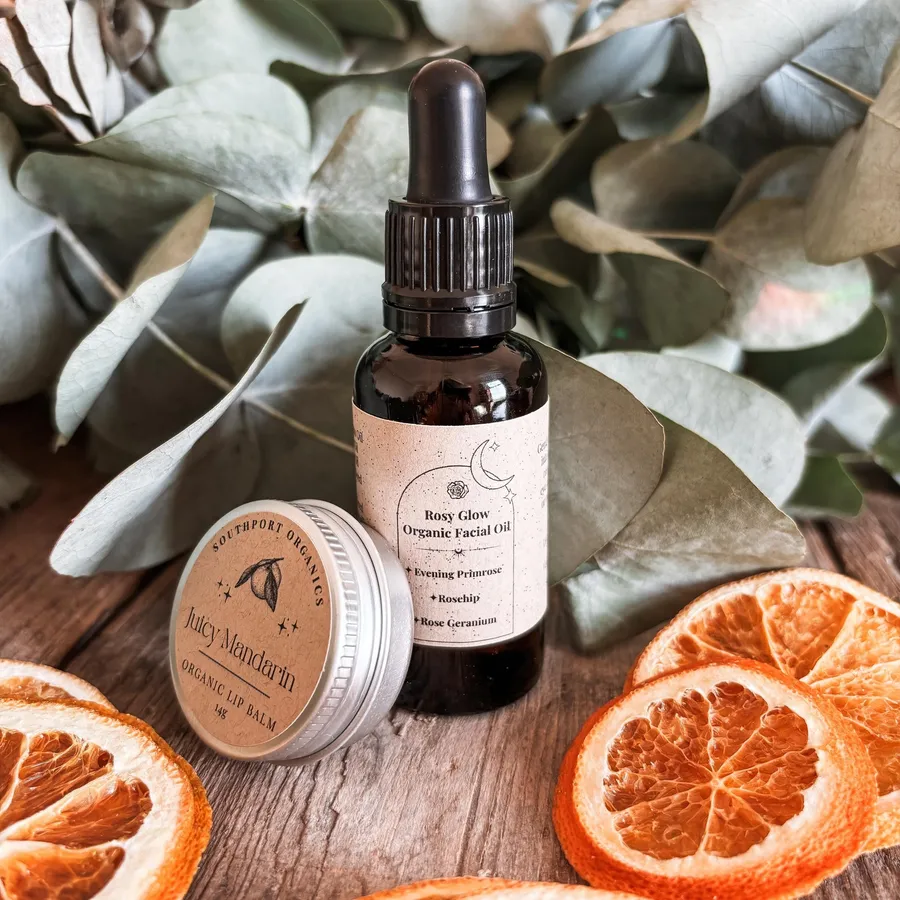 SOUTHPORT ORGANICS
Juicy Mandarin
ORGANIC LIP BALM
14g
Rosy Glow
Organic Facial Oil
Evening Primrose
Rosehip
Rose Geranium